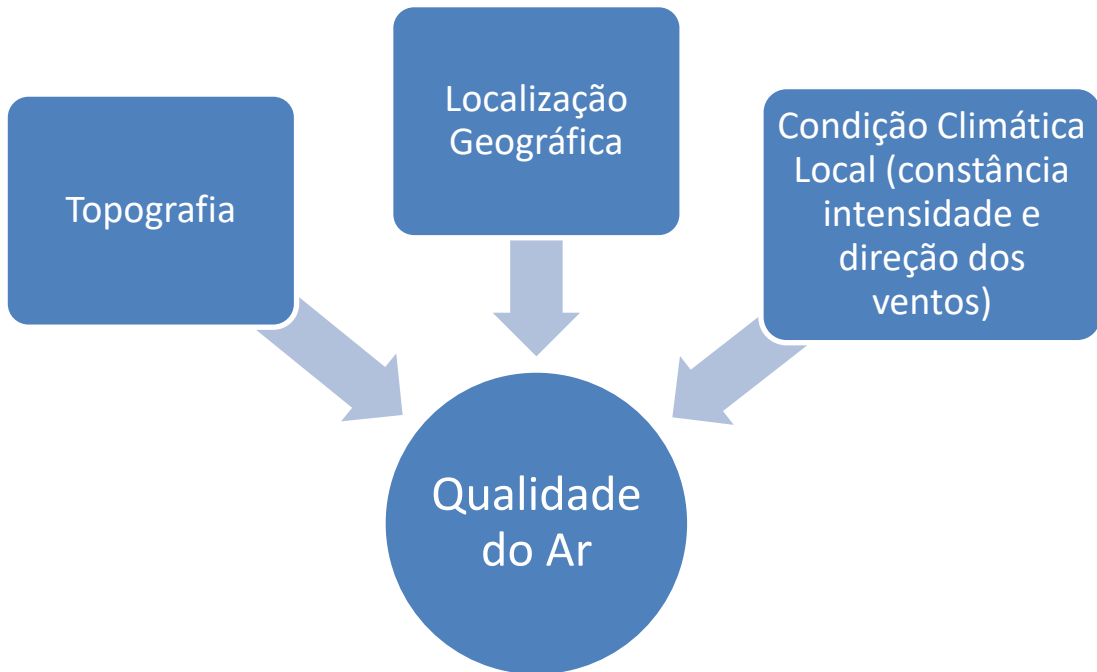 Topografia
Localização
Geográfica
Condição Climática
Local (constância
intensidade e
direção dos
ventos)
Qualidade
do Ar